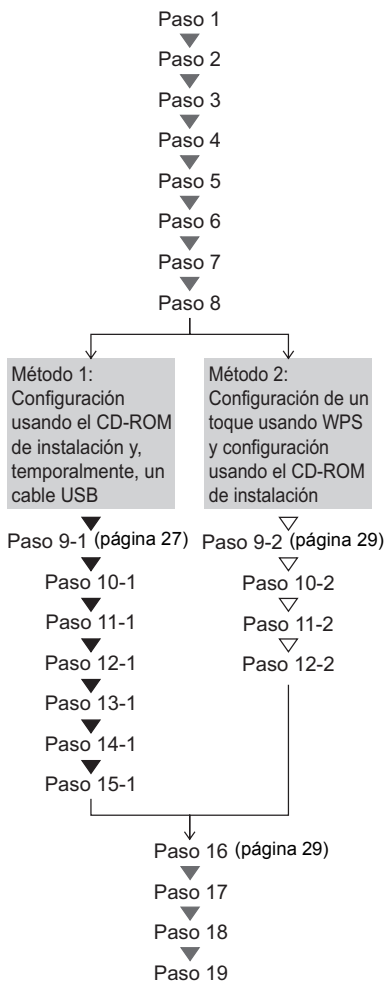 Paso 1
Paso 2
Paso 3
Paso 4
Paso 5
Paso 6
Paso 7
Paso 8
Método 1:
Configuración
usando el CD-ROM
de instalación y,
temporalmente, un
cable USB
Paso 9-1 (página 27)
Paso 10-1
Paso 11-1
Paso 12-1
Paso 13-1
Paso 14-1
Paso 15-1
Método 2:
Configuración de un
toque usando WPS
y configuración
usando el CD-ROM
de instalación
Paso 9-2 (página 29)
Paso 10-2
Paso 11-2
Paso 12-2
Paso 16 (página 29)
Paso 17
Paso 18
Paso 19